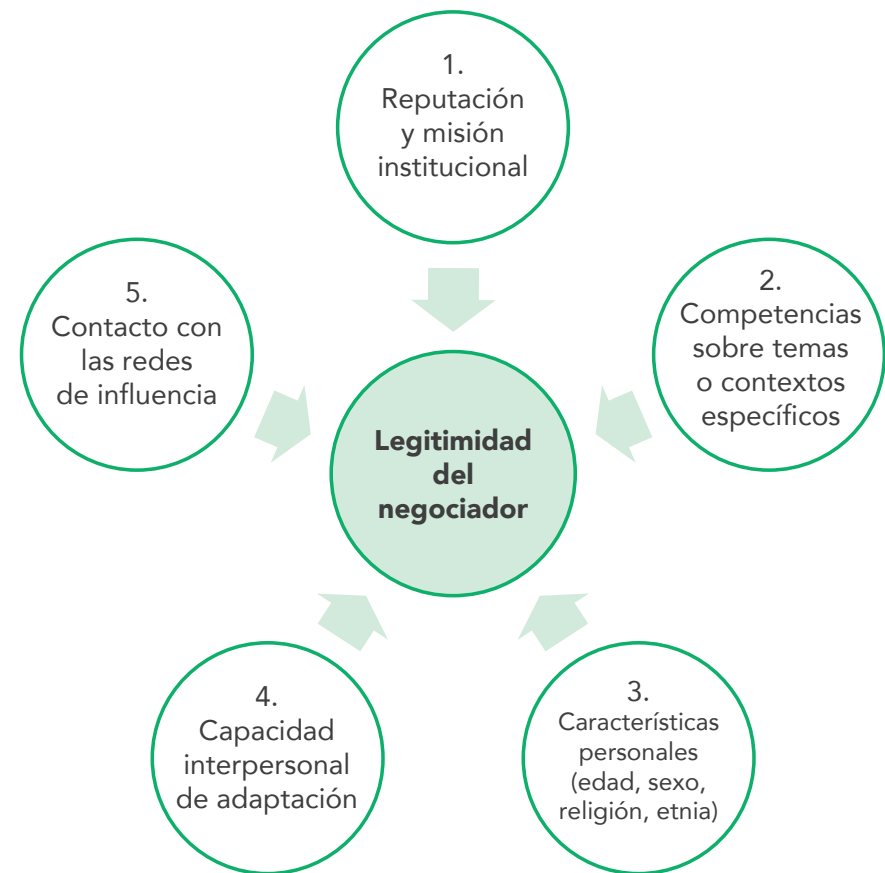 1.
Reputación
y misión
institucional
2.
Competencias
sobre temas
o contextos
específicos
3.
Características
personales
(edad, sexo,
religión, etnia)
4.
Capacidad
interpersonal
de adaptación
5.
Contacto con
las redes
de influencia
Legitimidad
del
negociador